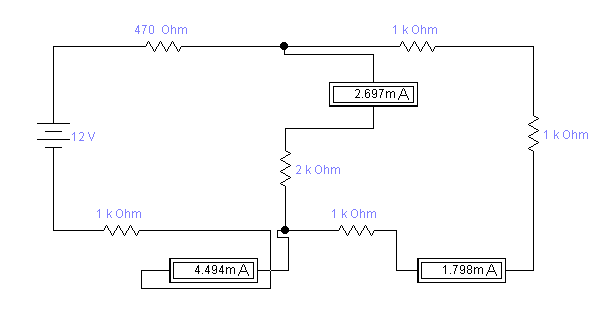 470 Ohm
1 k Ohm
2.697m A
12 V
1 k Ohm
2 k Ohm
1 k Ohm
1 k Ohm
4.494m A
1.798m A